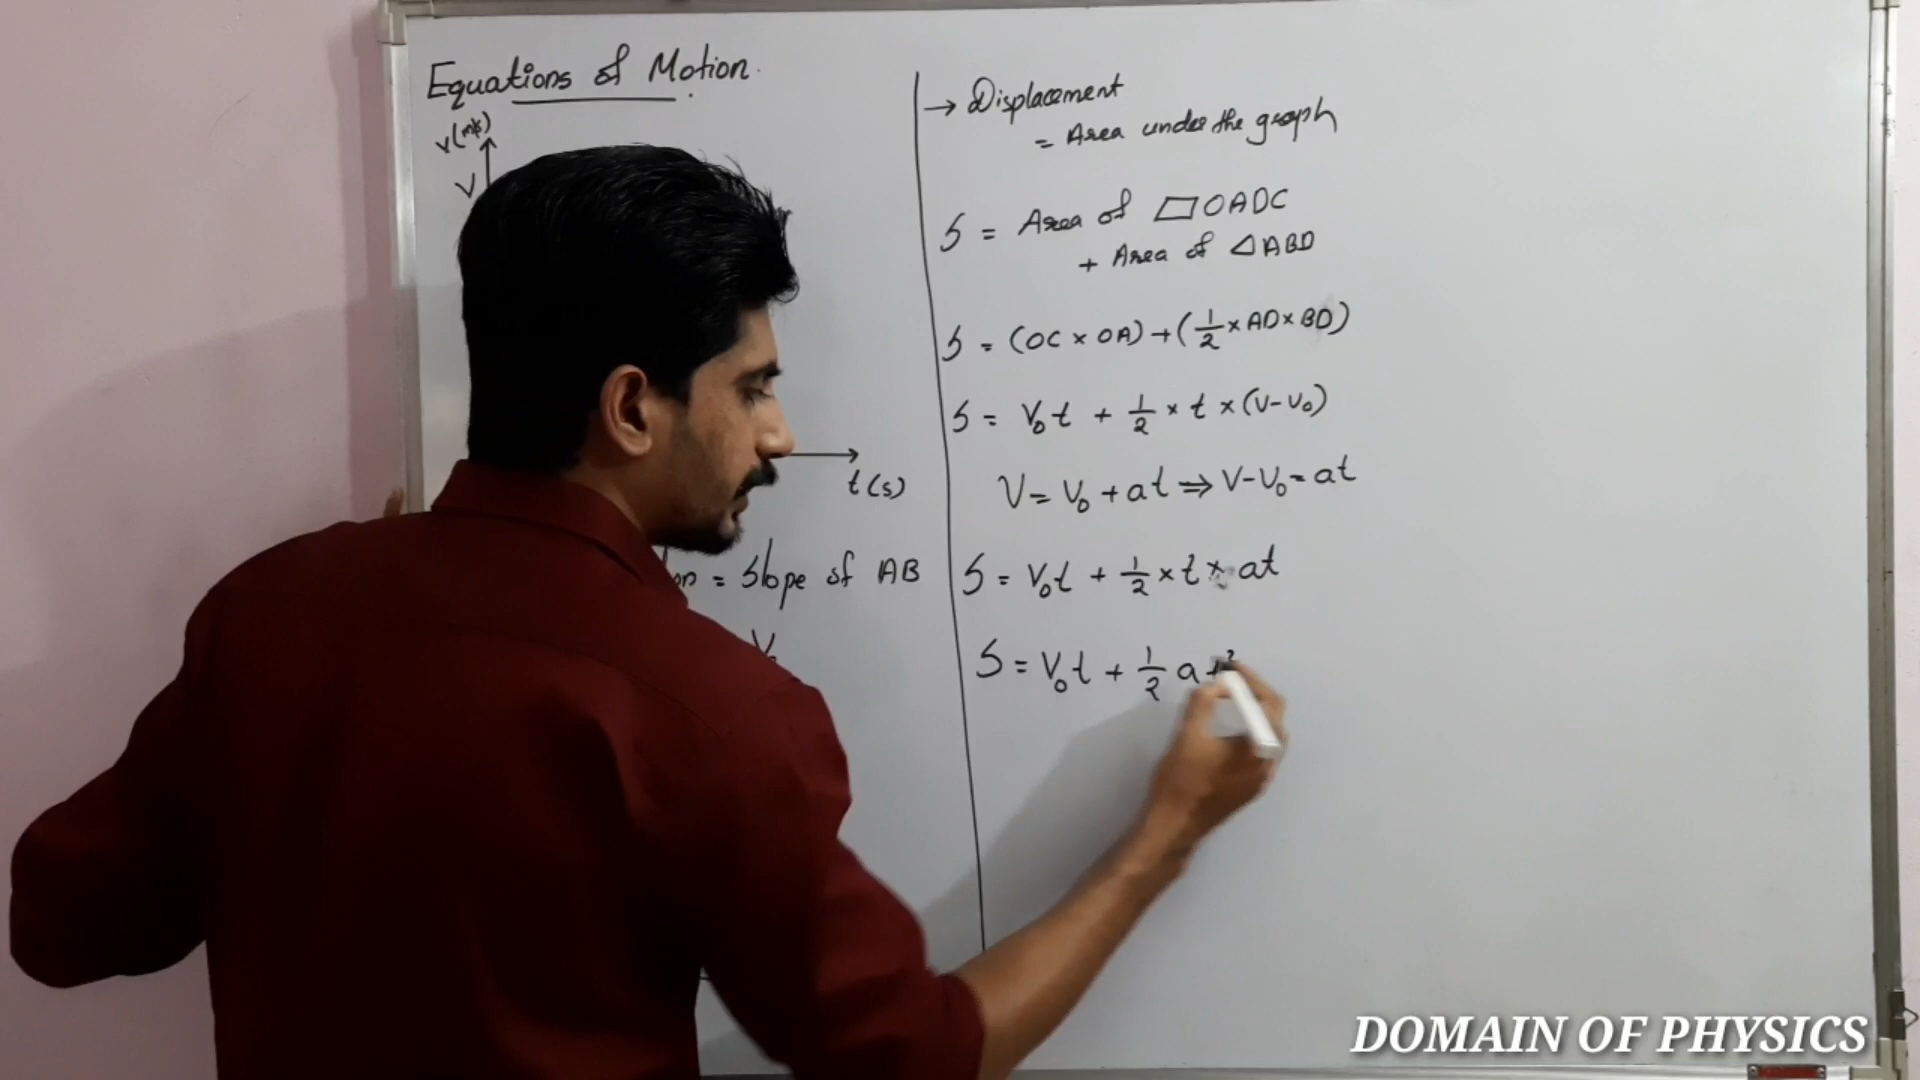 Equations of Motion.
V(m/s)
V
t(s)
= Slope of AB
V₀
→ Displacement
= Area under the graph
S = Area of ▭OADC
+ Area of △ABD
S = (OC × OA) + (1/2 × AD × BD)
S = V₀t + 1/2 × t × (V-V₀)
V = V₀ + at ⇒ V-V₀ = at
S = V₀t + 1/2 × t × at
S = V₀t + 1/2 at²
DOMAIN OF PHYSICS